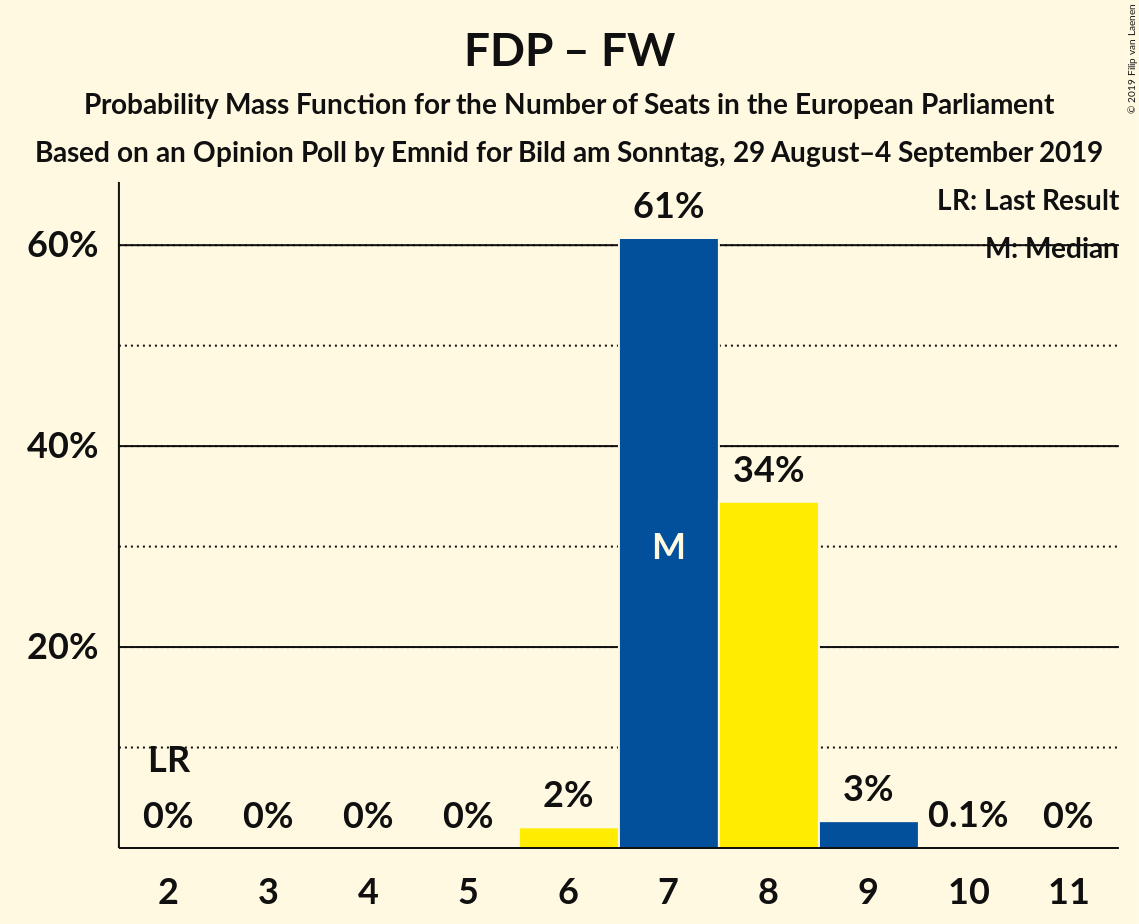 FDP – FW
Probability Mass Function for the Number of Seats in the European Parliament
Based on an Opinion Poll by Emnid for Bild am Sonntag, 29 August–4 September 2019
© 2019 Filip van Laenen
LR: Last Result
M: Median
60%
40%
20%
61%
34%
M
LR
0%
0%
0%
0%
2%
3%
0.1%
0%
2 3 4 5 6 7 8 9 10 11